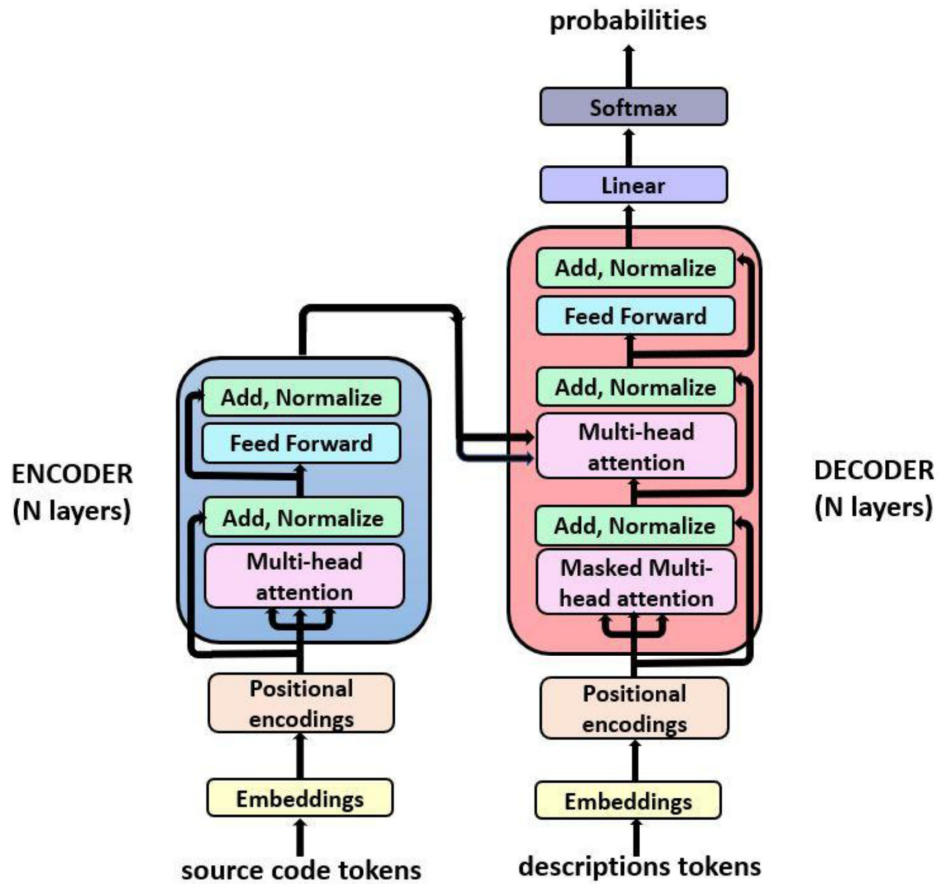 probabilities
Softmax
Linear
Add, Normalize
Feed Forward
Add, Normalize
Multi-head
attention
Add, Normalize
Masked Multi-
head attention
DECODER
(N layers)
Positional
encodings
Embeddings
descriptions tokens
ENCODER
(N layers)
Add, Normalize
Feed Forward
Add, Normalize
Multi-head
attention
Positional
encodings
Embeddings
source code tokens